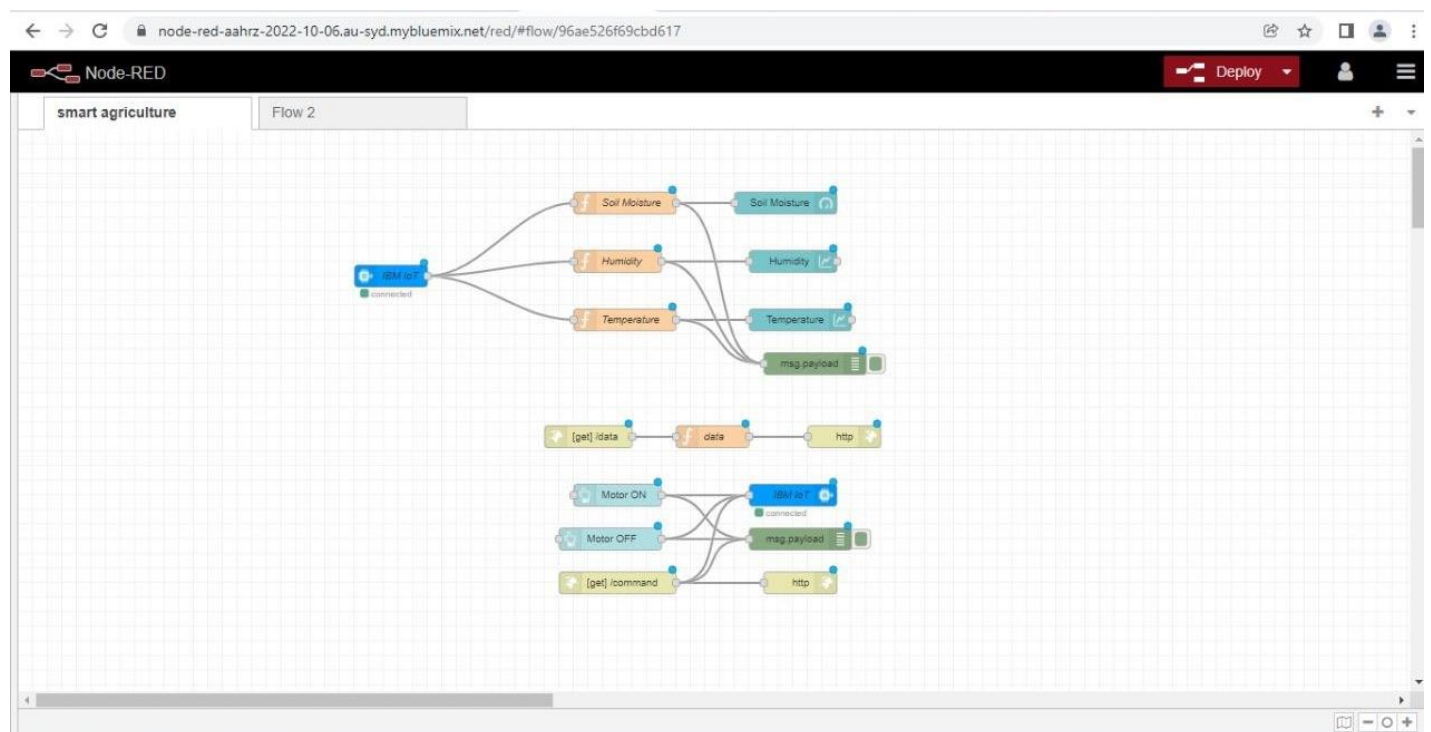 node-red-aahrz-2022-10-06.au-syd.mybluemix.net/red/#flow/96ae526f69cbd617
Node-RED
Deploy
smart agriculture
Flow 2
Soil Moisture
Soil Moisture
IBM IoT
connected
Humidity
Humidity
Temperature
Temperature
msg.payload
[get] /data
data
http
Motor ON
IBM IoT
connected
Motor OFF
msg.payload
[get] /command
http